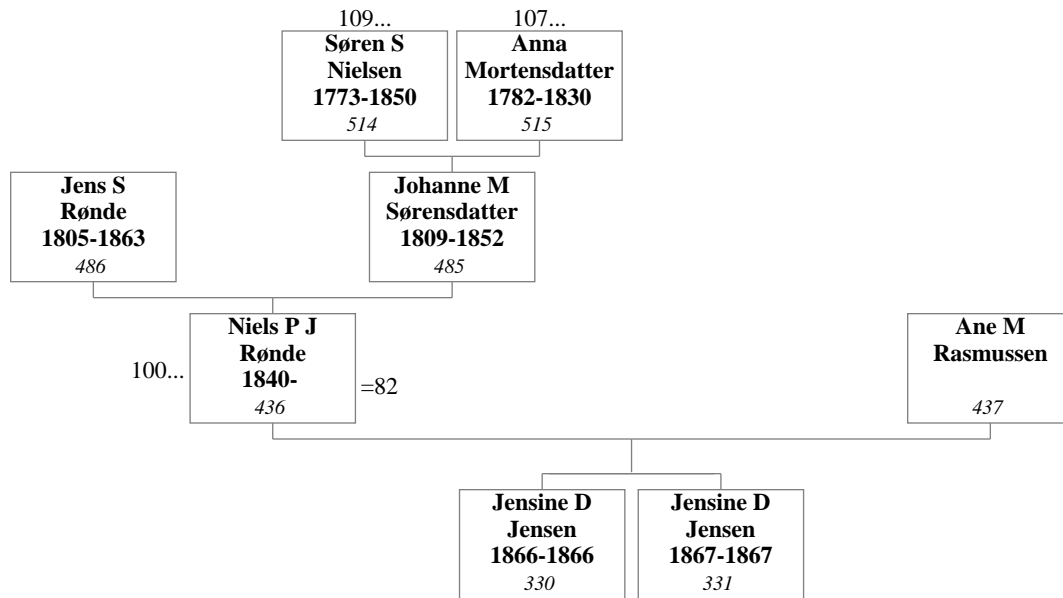 109...
107...
Søren S
Nielsen
1773-1850
514
Anna
Mortensdatter
1782-1830
515
Jens S
Rønde
1805-1863
486
Johanne M
Sørensdatter
1809-1852
485
100...
Niels P J
Rønde
1840-
436
=82
Ane M
Rasmussen
437
Jensine D
Jensen
1866-1866
330
Jensine D
Jensen
1867-1867
331